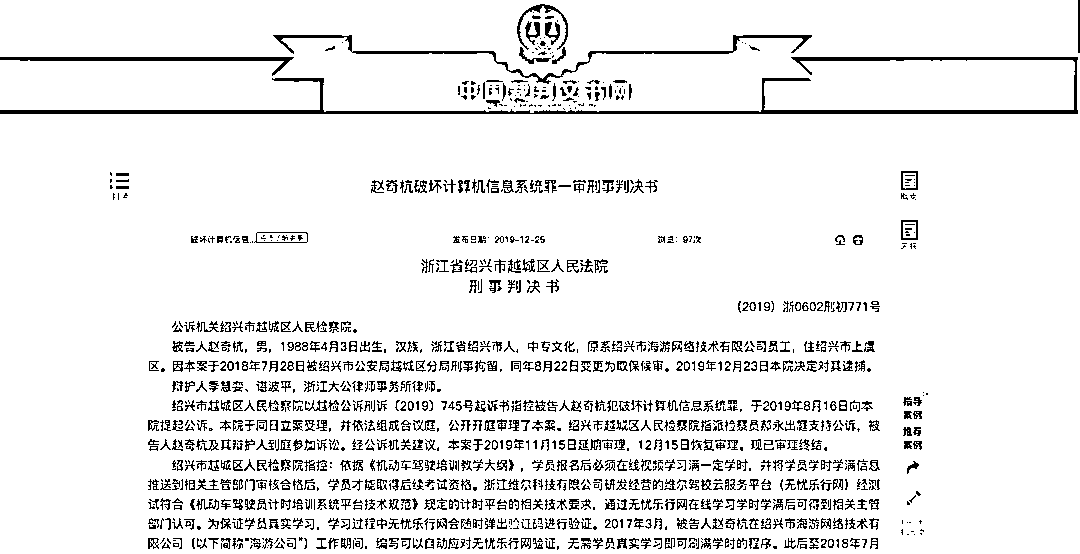 中国裁判文书网
赵奇杭破坏计算机信息系统罪一审刑事判决书
概要
破坏计算机信息...
发布日期：2019-12-25
浏览：97次
浙江省绍兴市越城区人民法院
刑事判决书
（2019）浙0602刑初771号
公诉机关绍兴市越城区人民检察院。
被告人赵奇杭，男，1988年4月3日出生，汉族，浙江省绍兴市人，中专文化，原系绍兴市海游网络技术有限公司员工，住绍兴市上虞
区。因本案于2018年7月28日被绍兴市公安局越城区分局刑事拘留，同年8月22日变更为取保候审。2019年12月23日本院决定对其逮捕。
辩护人季慧姿、谌波平，浙江大公律师事务所律师。
绍兴市越城区人民检察院以越检公诉刑诉〔2019〕745号起诉书指控被告人赵奇杭犯破坏计算机信息系统罪，于2019年8月16日向本
院提起公诉。本院于同日立案受理，并依法组成合议庭，公开开庭审理了本案。绍兴市越城区人民检察院指派检察员郝永出庭支持公诉，被
告人赵奇杭及其辩护人到庭参加诉讼。经公诉机关建议，本案于2019年11月15日延期审理，12月15日恢复审理。现已审理终结。
绍兴市越城区人民检察院指控：依据《机动车驾驶培训教学大纲》，学员报名后必须在线视频学习满一定学时，并将学员学时学满信息
推送到相关主管部门审核合格后，学员才能取得后续考试资格。浙江维尔科技有限公司研发经营的维尔驾校云服务平台（无忧乐行网）经测
试符合《机动车驾驶员计时培训系统平台技术规范》规定的计时平台的相关技术要求，通过无忧乐行网在线学习学时学满后可得到相关主管
部门认可。为保证学员真实学习，学习过程中无忧乐行网会随时弹出验证码进行验证。2017年3月，被告人赵奇杭在绍兴市海游网络技术有
限公司（以下简称“海游公司”）工作期间，编写可以自动应对无忧乐行网验证，无需学员真实学习即可刷满学时的程序。此后至2018年7月
指导
案例
推荐
案例